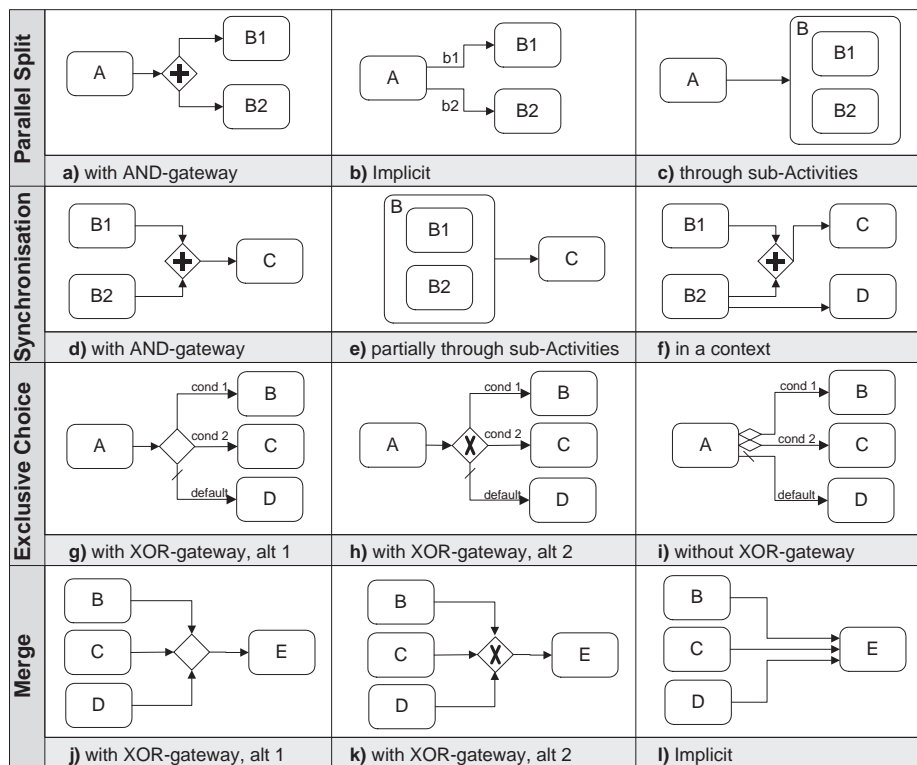 Parallel Split
A
B1
B2
a) with AND-gateway
A
b1
b2
B1
B2
b) Implicit
A
B
B1
B2
c) through sub-Activities
Synchronisation
B1
B2
C
d) with AND-gateway
B
B1
B2
C
e) partially through sub-Activities
B1
B2
C
D
f) in a context
Exclusive Choice
A
cond 1
B
cond 2
C
default
D
g) with XOR-gateway, alt 1
A
cond 1
B
cond 2
C
default
D
h) with XOR-gateway, alt 2
A
cond 1
B
cond 2
C
default
D
i) without XOR-gateway
Merge
B
C
D
E
j) with XOR-gateway, alt 1
B
C
D
X
E
k) with XOR-gateway, alt 2
B
C
D
E
l) Implicit